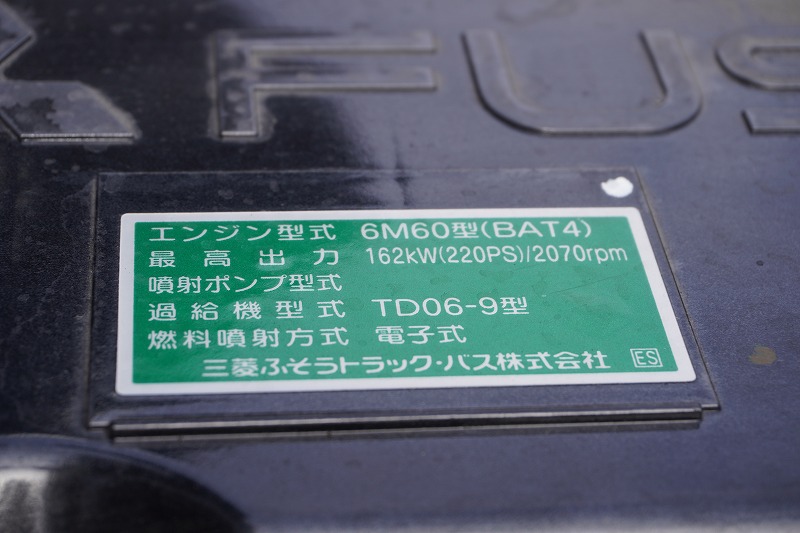 FUS
エンジン型式 6M60型(BAT4)
最高出力 162kW(220PS)/2070rpm
噴射ポンプ型式
過給機型式 TD06-9型
燃料噴射方式 電子式
三菱ふそうトラック・バス株式会社 ES